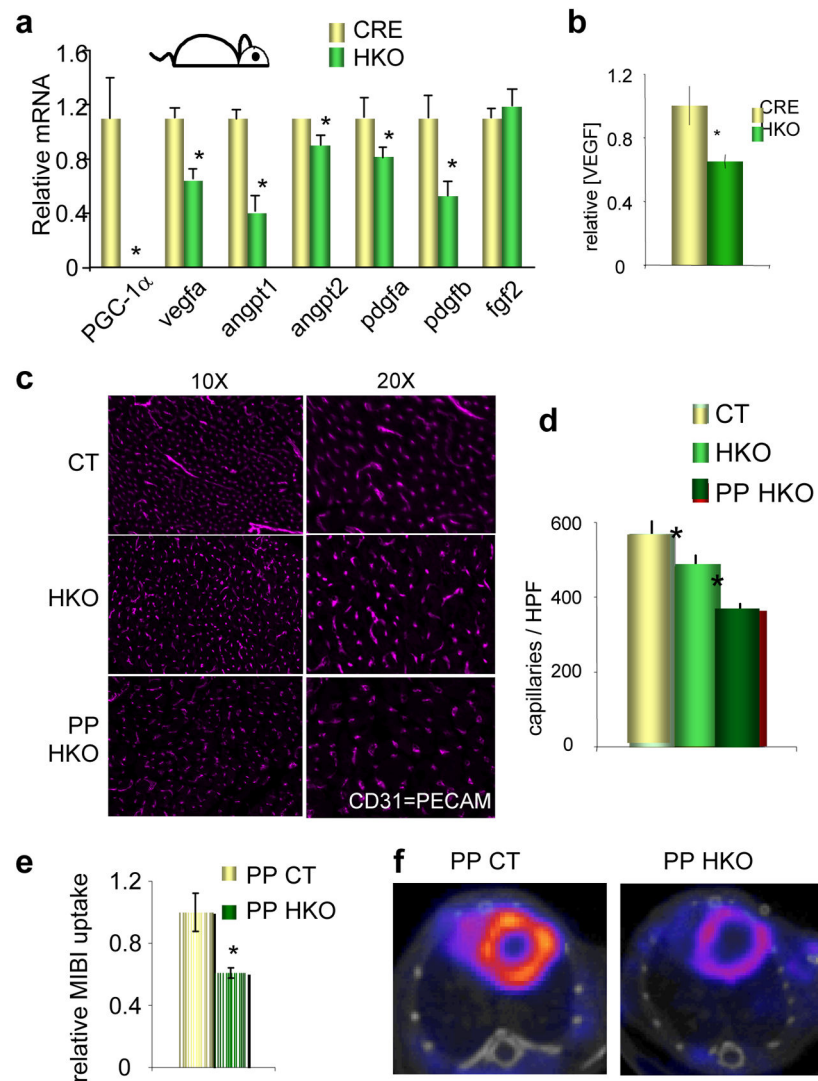 a
CRE
HKO
Relative mRNA
1.6
1.2
0.8
0.4
0
*
*
*
*
*
*
PGC-1α
vegfa
angpt1
angpt2
pdgfa
pdgfb
fgf2
b
CRE
HKO
relative [VEGF]
1.2
0.8
0.4
0
*
c
10X
20X
CT
HKO
PP
HKO
CD31=PECAM
d
CT
HKO
PP HKO
capillaries / HPF
600
400
200
0
*
*
e
PP CT
PP HKO
relative MIBI uptake
1.2
0.8
0.4
0
*
f
PP CT
PP HKO